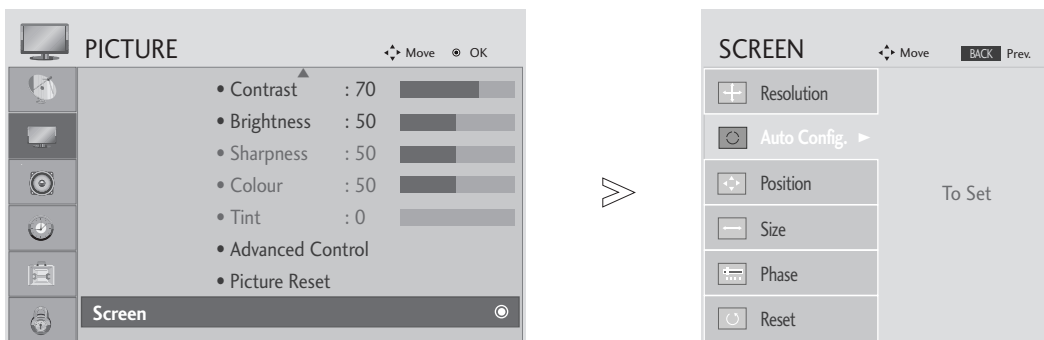 PICTURE
Move OK
• Contrast : 70
• Brightness : 50
• Sharpness : 50
• Colour : 50
• Tint : 0
• Advanced Control
• Picture Reset
Screen
SCREEN
Move BACK Prev.
Resolution
Auto Config.
Position
Size
Phase
Reset
To Set